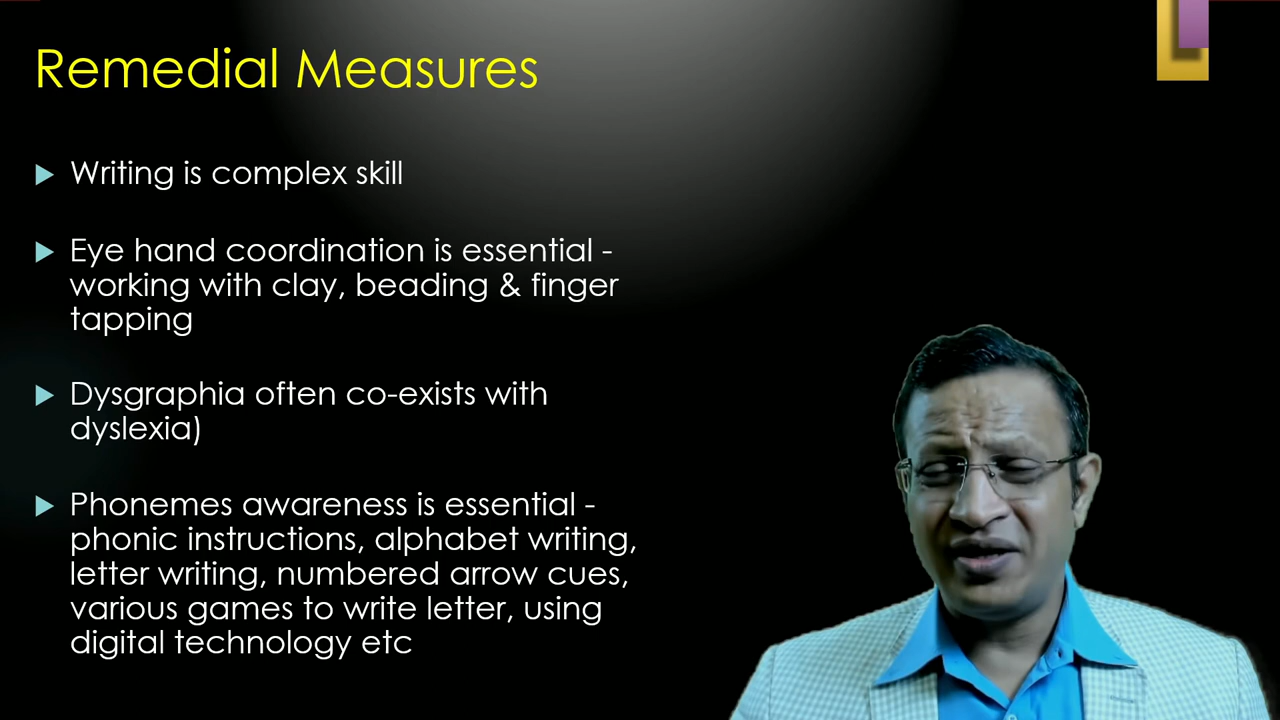 Remedial Measures
Writing is complex skill
Eye hand coordination is essential -
working with clay, beading & finger
tapping
Dysgraphia often co-exists with
dyslexia)
Phonemes awareness is essential -
phonic instructions, alphabet writing,
letter writing, numbered arrow cues,
various games to write letter, using
digital technology etc